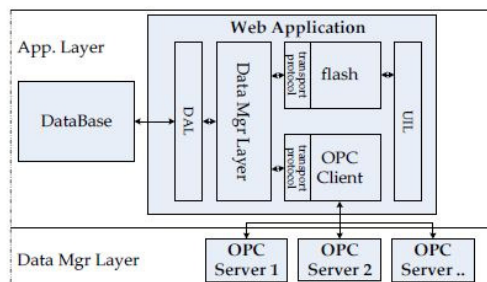 Web Application
App. Layer
DataBase
DAL
Data Mgr Layer
transport
protocol
flash
transport
protocol
OPC
Client
UIL
Data Mgr Layer
OPC
Server 1
OPC
Server 2
OPC
Server ..